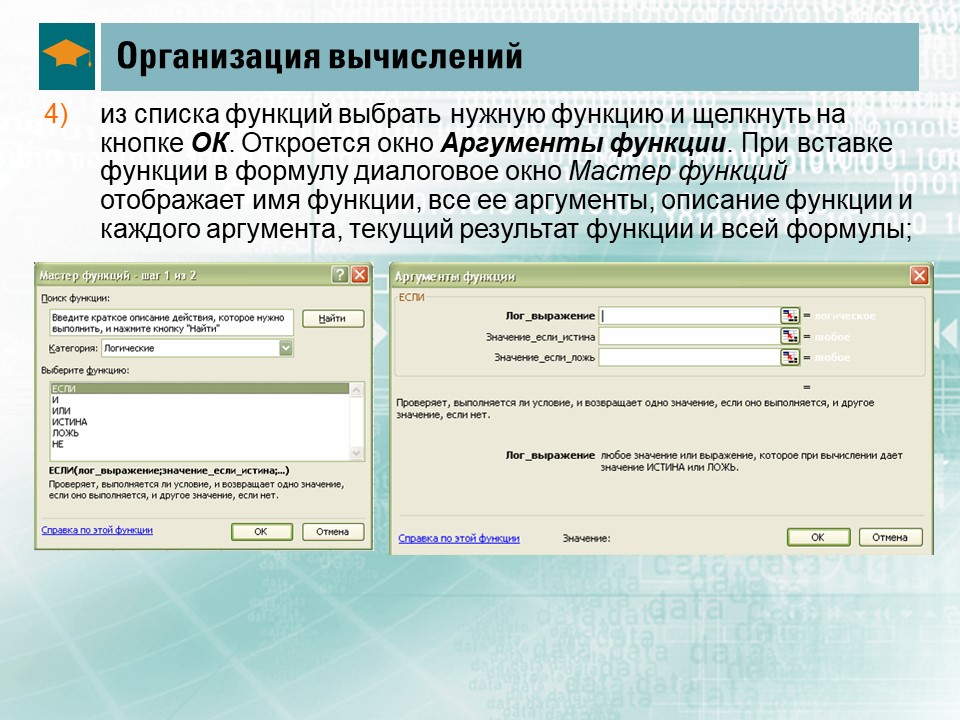 Организация вычислений
4) из списка функций выбрать нужную функцию и щелкнуть на
кнопке ОК. Откроется окно Аргументы функции. При вставке
функции в формулу диалоговое окно Мастер функций
отображает имя функции, все ее аргументы, описание функции и
каждого аргумента, текущий результат функции и всей формулы;
Мастер функций - шаг 1 из 2
Поиск функции:
Введите краткое описание действия, которое нужно
выполнить, и нажмите кнопку "Найти"
Найти
Категория: Логические
Выберите функцию:
ЕСЛИ
И
ИЛИ
ИСТИНА
ЛОЖЬ
НЕ
ЕСЛИ(лог_выражение;значение_если_истина;...)
Проверяет, выполняется ли условие, и возвращает одно значение,
если оно выполняется, и другое значение, если нет.
Справка по этой функции
ОК
Отмена
Аргументы функции
ЕСЛИ
Лог_выражение = логическое
Значение_если_истина = любое
Значение_если_ложь = любое
=
Проверяет, выполняется ли условие, и возвращает одно значение, если оно выполняется, и другое
значение, если нет.
Лог_выражение любое значение или выражение, которое при вычислении дает
значение ИСТИНА или ЛОЖЬ.
Справка по этой функции
Значение:
ОК
Отмена